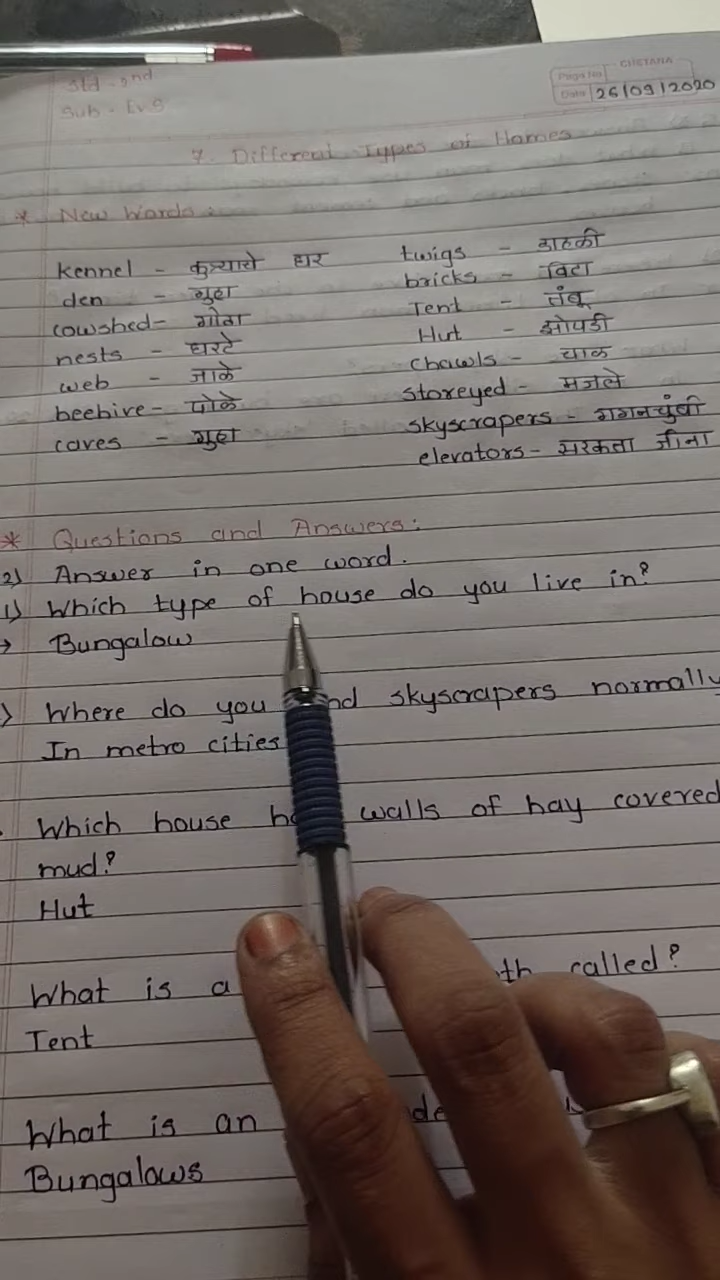 Std - 2nd
Sub - EVS
CHETANA
Page No
Date 26/09/2020
7. Different Types of Homes
* New Words :
kennel - कुत्र्याचे घर
den - गुहा
cowshed - गोठा
nests - घरटे
web - जाळे
beehive - पोळे
caves - गुहा
twigs - डाहळी
bricks - विटा
Tent - तंबू
Hut - झोपडी
chawls - चाळ
storeyed - मजले
skyscrapers - गगनचुंबी
elevators - सरकता जीना
* Questions and Answers :
2) Answer in one word.
1) Which type of house do you live in?
→ Bungalow
) Where do you skyscrapers normally
In metro cities
Which house walls of hay covered
mud?
Hut
What is a called?
Tent
What is an
Bungalows